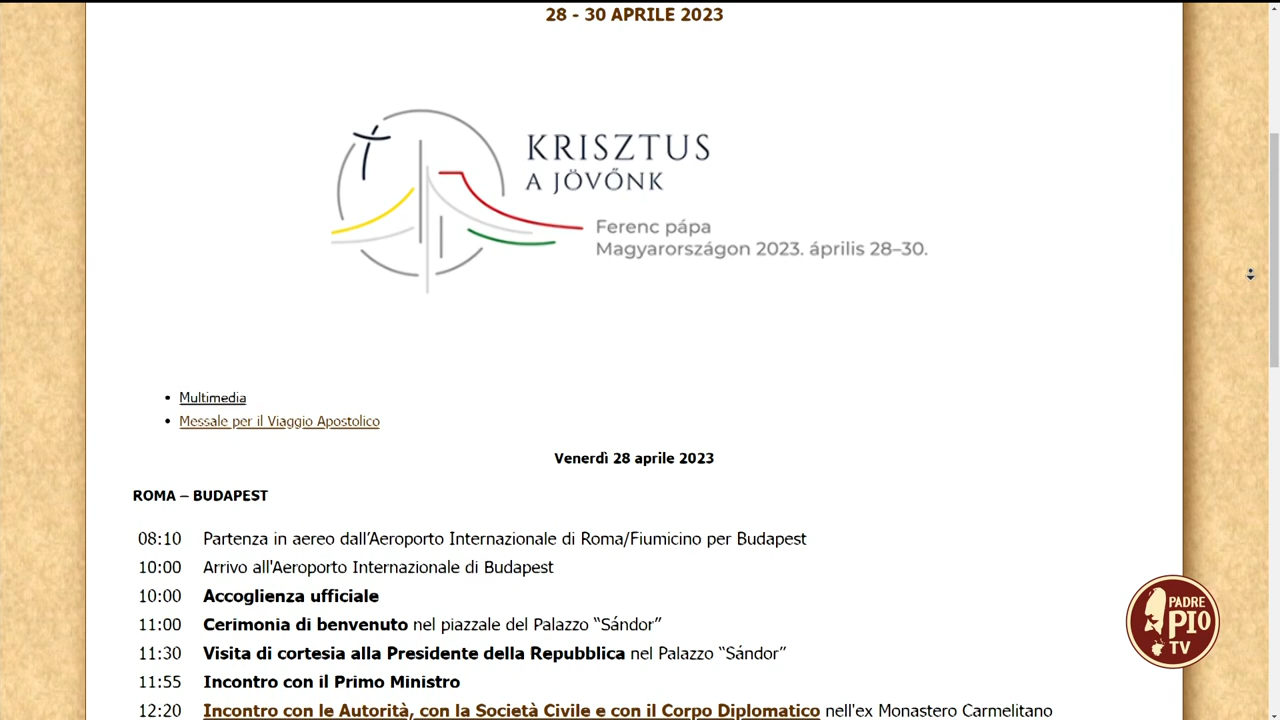 28 - 30 APRILE 2023
KRISZTUS
A JÖVŐNK
Ferenc pápa
Magyarországon 2023. április 28–30.
• Multimedia
• Messale per il Viaggio Apostolico
Venerdì 28 aprile 2023
ROMA – BUDAPEST
08:10 Partenza in aereo dall’Aeroporto Internazionale di Roma/Fiumicino per Budapest
10:00 Arrivo all'Aeroporto Internazionale di Budapest
10:00 Accoglienza ufficiale
11:00 Cerimonia di benvenuto nel piazzale del Palazzo “Sándor”
11:30 Visita di cortesia alla Presidente della Repubblica nel Palazzo “Sándor”
11:55 Incontro con il Primo Ministro
12:20 Incontro con le Autorità, con la Società Civile e con il Corpo Diplomatico nell'ex Monastero Carmelitano
PADRE
PIO
TV